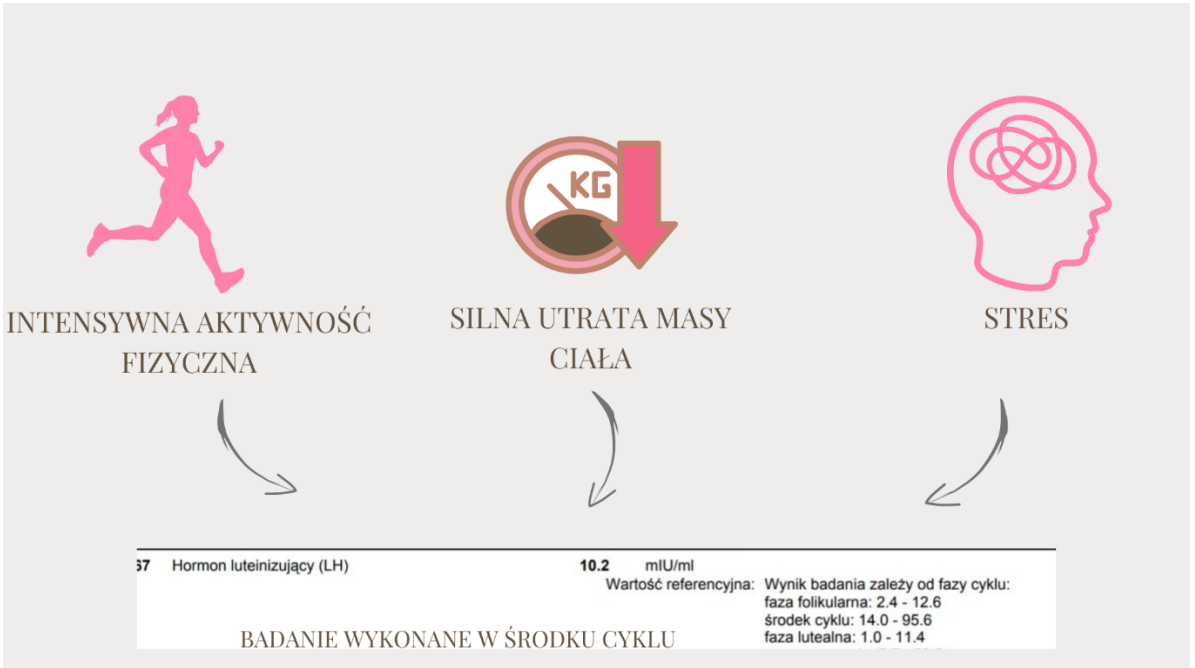 KG
INTENSYWNA AKTYWNOŚĆ
FIZYCZNA
SILNA UTRATA MASY
CIAŁA
STRES
67 Hormon luteinizujący (LH) 10.2 mIU/ml
Wartość referencyjna: Wynik badania zależy od fazy cyklu:
faza folikularna: 2.4 - 12.6
środek cyklu: 14.0 - 95.6
faza lutealna: 1.0 - 11.4
BADANIE WYKONANE W ŚRODKU CYKLU